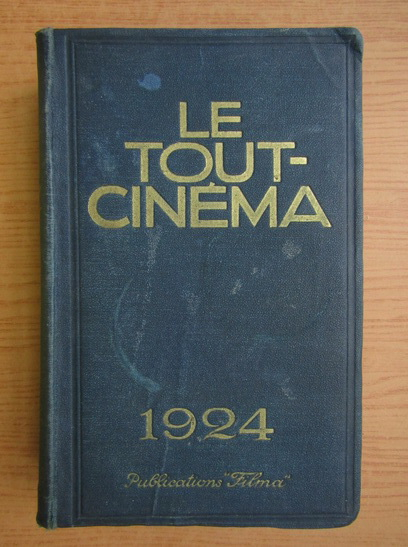 LE
TOUT-
CINÉMA
1924
Publications "Filma"